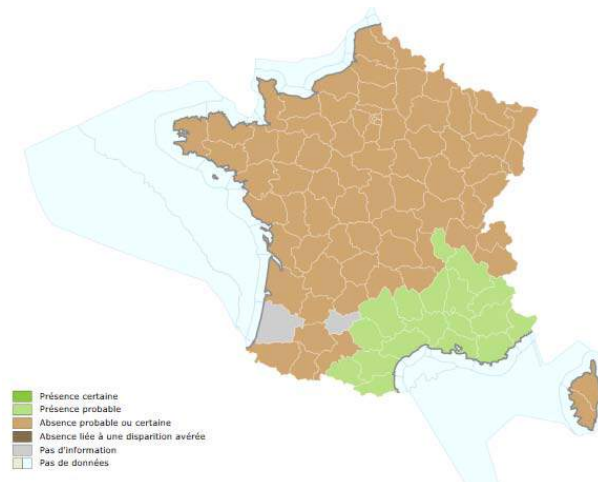 Présence certaine
Présence probable
Absence probable ou certaine
Absence liée à une disparition avérée
Pas d'information
Pas de données